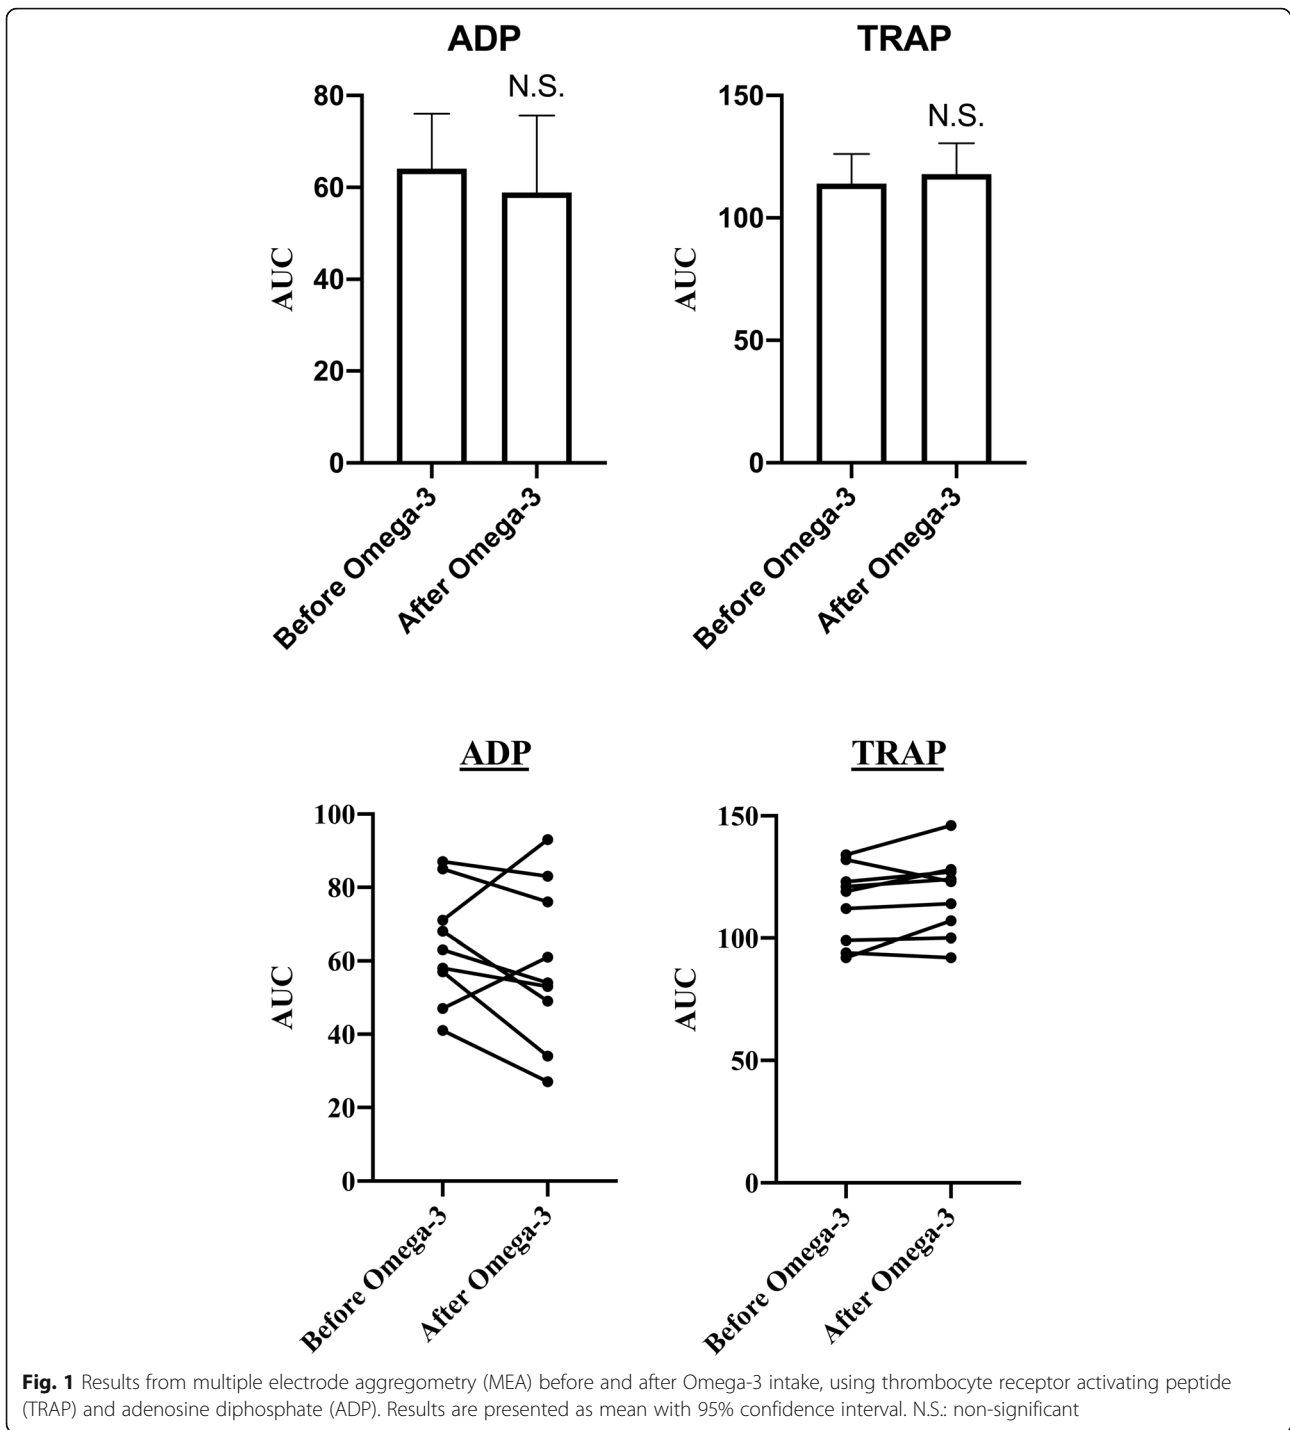 ADP
TRAP
N.S.
80
60
40
20
0
AUC
Before Omega-3
After Omega-3
N.S.
150
100
50
0
AUC
Before Omega-3
After Omega-3
ADP
TRAP
100
80
60
40
20
0
AUC
Before Omega-3
After Omega-3
150
100
50
0
AUC
Before Omega-3
After Omega-3
Fig. 1 Results from multiple electrode aggregometry (MEA) before and after Omega-3 intake, using thrombocyte receptor activating peptide
(TRAP) and adenosine diphosphate (ADP). Results are presented as mean with 95% confidence interval. N.S.: non-significant